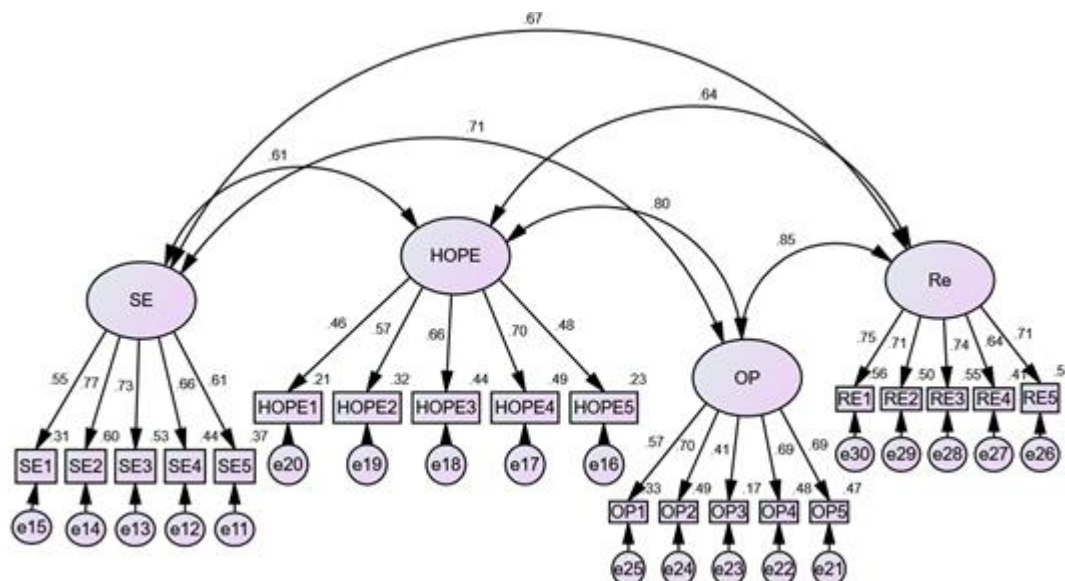 .67
.64
.71
.61
.80
HOPE
.85
Re
SE
.46
.57
.66
.70
.48
.75
.71
.74
.64
.71
OP
.55
.77
.73
.66
.61
.21
.32
.44
.49
.23
.56
.50
.55
.41
.5
HOPE1
HOPE2
HOPE3
HOPE4
HOPE5
RE1
RE2
RE3
RE4
RE5
.31
.60
.53
.44
.37
.57
.70
.41
.69
.69
SE1
SE2
SE3
SE4
SE5
e20
e19
e18
e17
e16
e30
e29
e28
e27
e26
.33
.49
.17
.48
.47
e15
e14
e13
e12
e11
OP1
OP2
OP3
OP4
OP5
e25
e24
e23
e22
e21